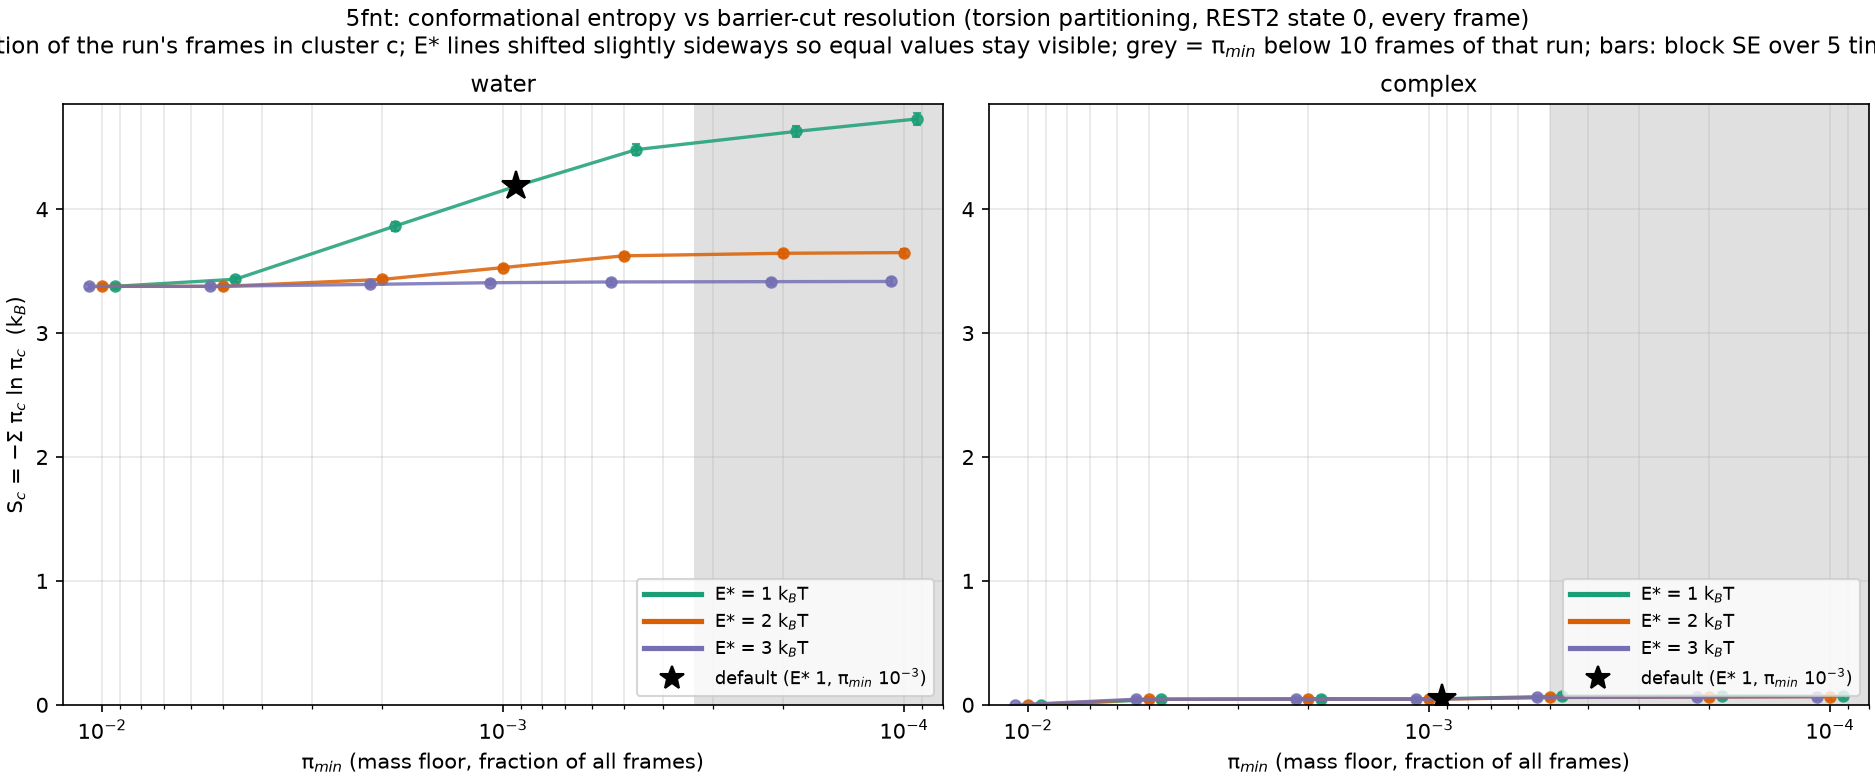 5fnt: conformational entropy vs barrier-cut resolution (torsion partitioning, REST2 state 0, every frame)
tion of the run's frames in cluster c; E* lines shifted slightly sideways so equal values stay visible; grey = π_min below 10 frames of that run; bars: block SE over 5 tin
water
S_c = −Σ π_c ln π_c (k_B)
4
3
2
1
0
10⁻²
10⁻³
10⁻⁴
π_min (mass floor, fraction of all frames)
E* = 1 k_BT
E* = 2 k_BT
E* = 3 k_BT
default (E* 1, π_min 10⁻³)
complex
4
3
2
1
0
10⁻²
10⁻³
10⁻⁴
π_min (mass floor, fraction of all frames)
E* = 1 k_BT
E* = 2 k_BT
E* = 3 k_BT
default (E* 1, π_min 10⁻³)